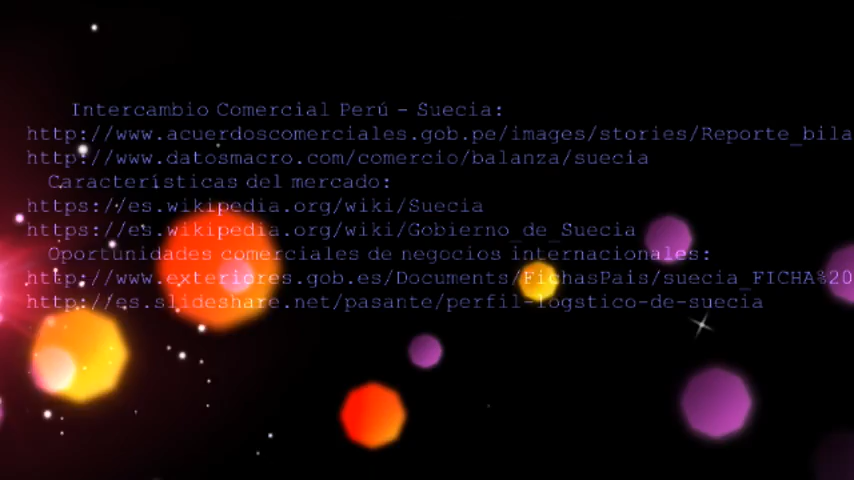 Intercambio Comercial Perú - Suecia:
http://www.acuerdoscomerciales.gob.pe/images/stories/Reporte_bila
http://www.datosmacro.com/comercio/balanza/suecia
Características del mercado:
https://es.wikipedia.org/wiki/Suecia
https://es.wikipedia.org/wiki/Gobierno_de_Suecia
Oportunidades comerciales de negocios internacionales:
http://www.exteriores.gob.es/Documents/FichasPais/suecia_FICHA%20
http://es.slideshare.net/pasante/perfil-logstico-de-suecia